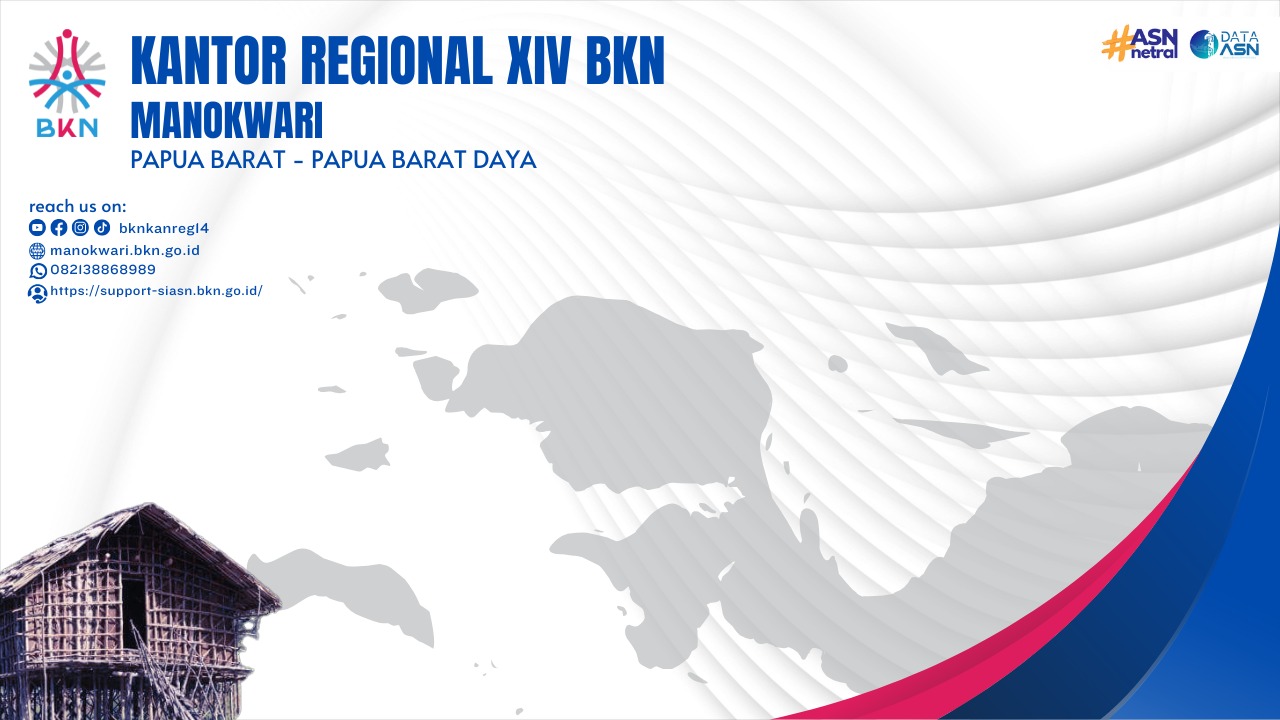 BKN
KANTOR REGIONAL XIV BKN
MANOKWARI
PAPUA BARAT - PAPUA BARAT DAYA
#ASN
netral
DATA
ASN
reach us on:
bknkanreg14
manokwari.bkn.go.id
082138868989
https://support-siasn.bkn.go.id/